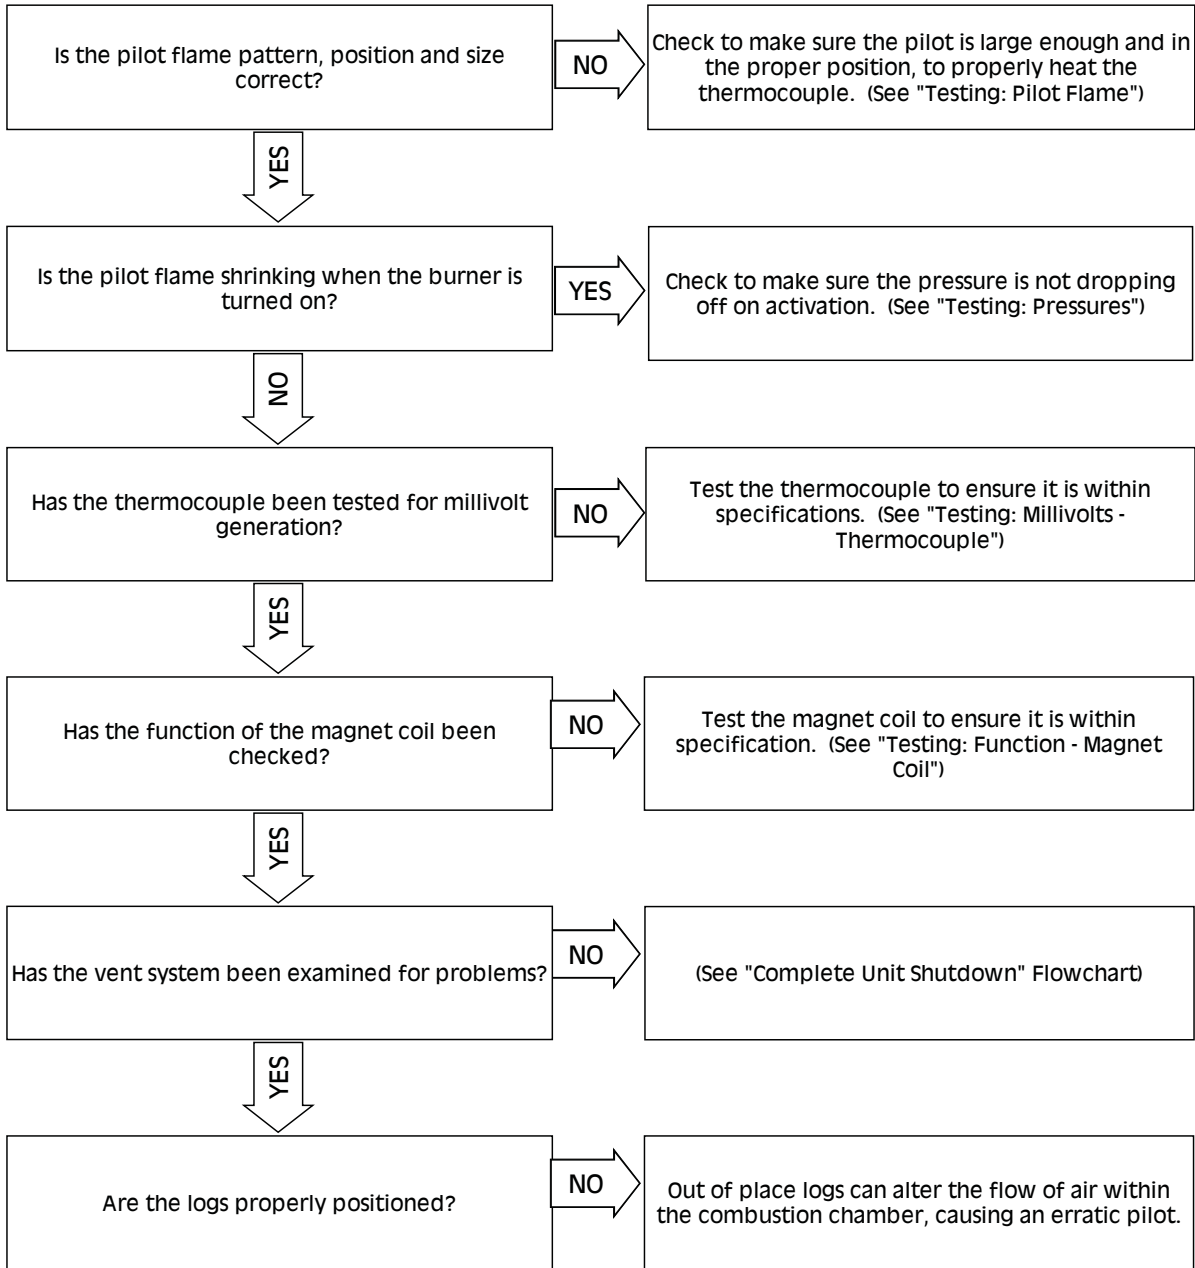 Is the pilot flame pattern, position and size
correct?
NO
Check to make sure the pilot is large enough and in
the proper position, to properly heat the
thermocouple.  (See "Testing: Pilot Flame")
YES
Is the pilot flame shrinking when the burner is
turned on?
YES
Check to make sure the pressure is not dropping
off on activation.  (See "Testing: Pressures")
NO
Has the thermocouple been tested for millivolt
generation?
NO
Test the thermocouple to ensure it is within
specifications.  (See "Testing: Millivolts -
Thermocouple")
YES
Has the function of the magnet coil been
checked?
NO
Test the magnet coil to ensure it is within
specification.  (See "Testing: Function - Magnet
Coil")
YES
Has the vent system been examined for problems?
NO
(See "Complete Unit Shutdown" Flowchart)
YES
Are the logs properly positioned?
NO
Out of place logs can alter the flow of air within
the combustion chamber, causing an erratic pilot.